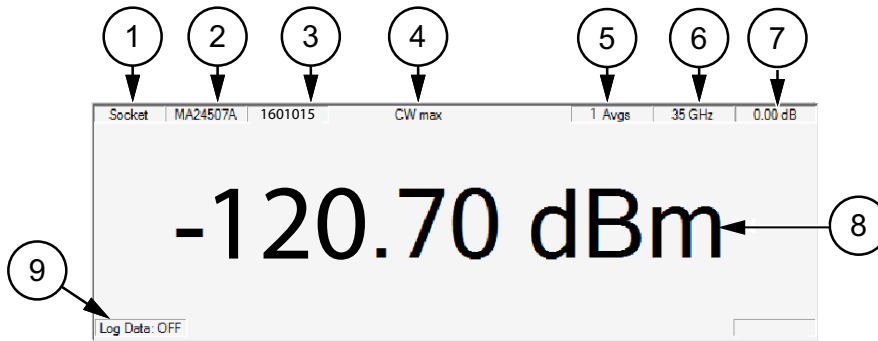 1 2 3 4 5 6 7
Socket MA24507A 1601015 CW max 1 Avgs 35 GHz 0.00 dB
-120.70 dBm 8
9
Log Data: OFF